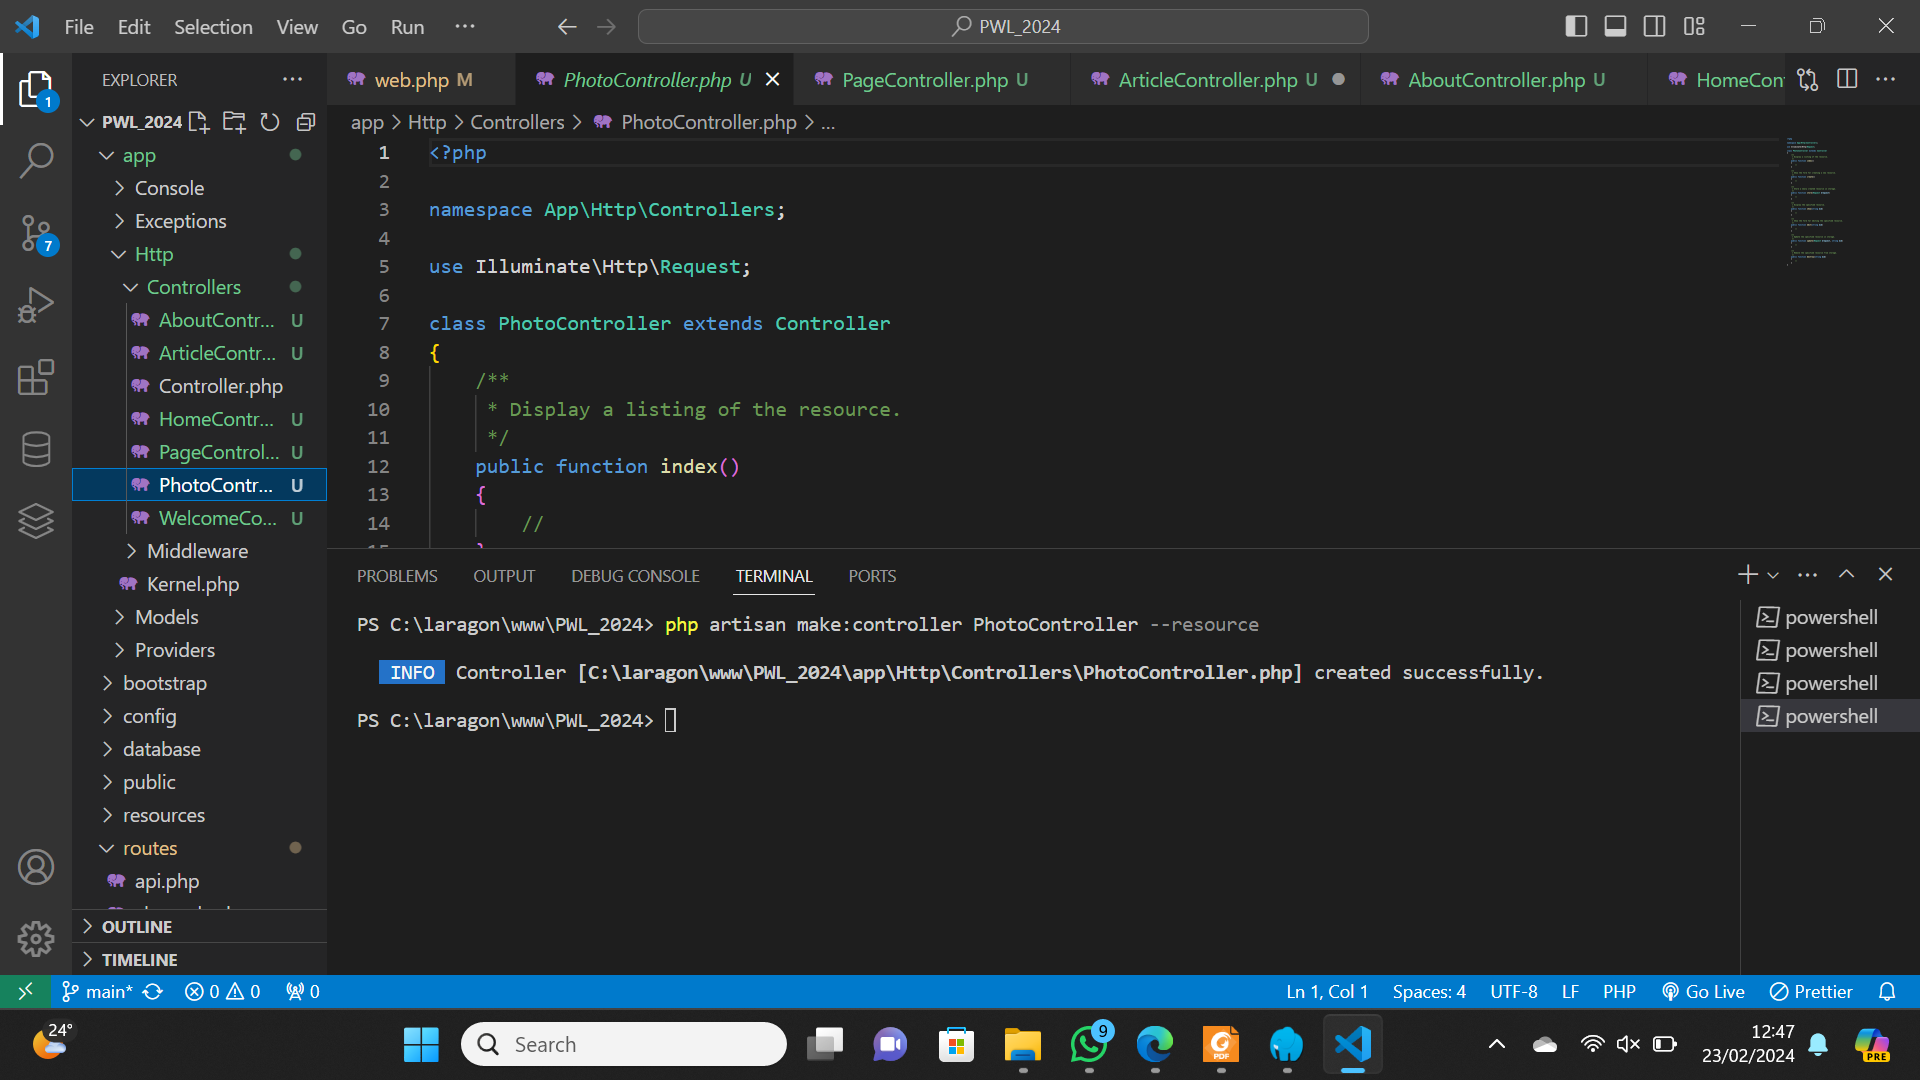 File Edit Selection View Go Run ···
PWL_2024
EXPLORER
web.php M
PhotoController.php U
PageController.php U
ArticleController.php U
AboutController.php U
HomeCont
PWL_2024
app > Http > Controllers > PhotoController.php > ...
app
Console
Exceptions
Http
Controllers
AboutContr... U
ArticleContr... U
Controller.php
HomeContr... U
PageControl... U
PhotoContr... U
WelcomeCo... U
Middleware
Kernel.php
Models
Providers
bootstrap
config
database
public
resources
routes
api.php
OUTLINE
TIMELINE
1
7
1 <?php
2
3 namespace App\Http\Controllers;
4
5 use Illuminate\Http\Request;
6
7 class PhotoController extends Controller
8 {
9 /**
10 * Display a listing of the resource.
11 */
12 public function index()
13 {
14 //
15 }
PROBLEMS OUTPUT DEBUG CONSOLE TERMINAL PORTS
PS C:\laragon\www\PWL_2024> php artisan make:controller PhotoController --resource
INFO Controller [C:\laragon\www\PWL_2024\app\Http\Controllers\PhotoController.php] created successfully.
PS C:\laragon\www\PWL_2024>
powershell
powershell
powershell
powershell
main* 0 0 0
Ln 1, Col 1 Spaces: 4 UTF-8 LF PHP Go Live Prettier
24°
Search
9
PDF
12:47
23/02/2024
PRE